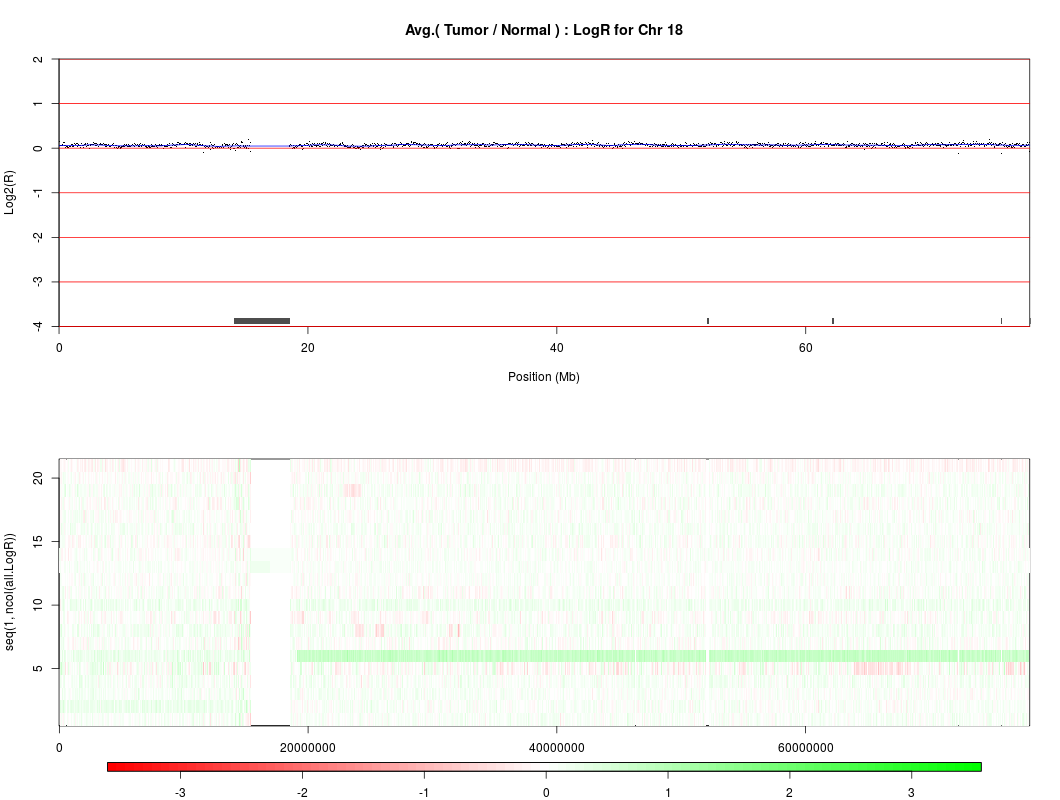 Avg.( Tumor / Normal ) : LogR for Chr 18
Log2(R)
2
1
0
-1
-2
-3
-4
0 20 40 60
Position (Mb)
seq(1, ncol(all.LogR))
20
15
10
5
0 20000000 40000000 60000000
-3 -2 -1 0 1 2 3